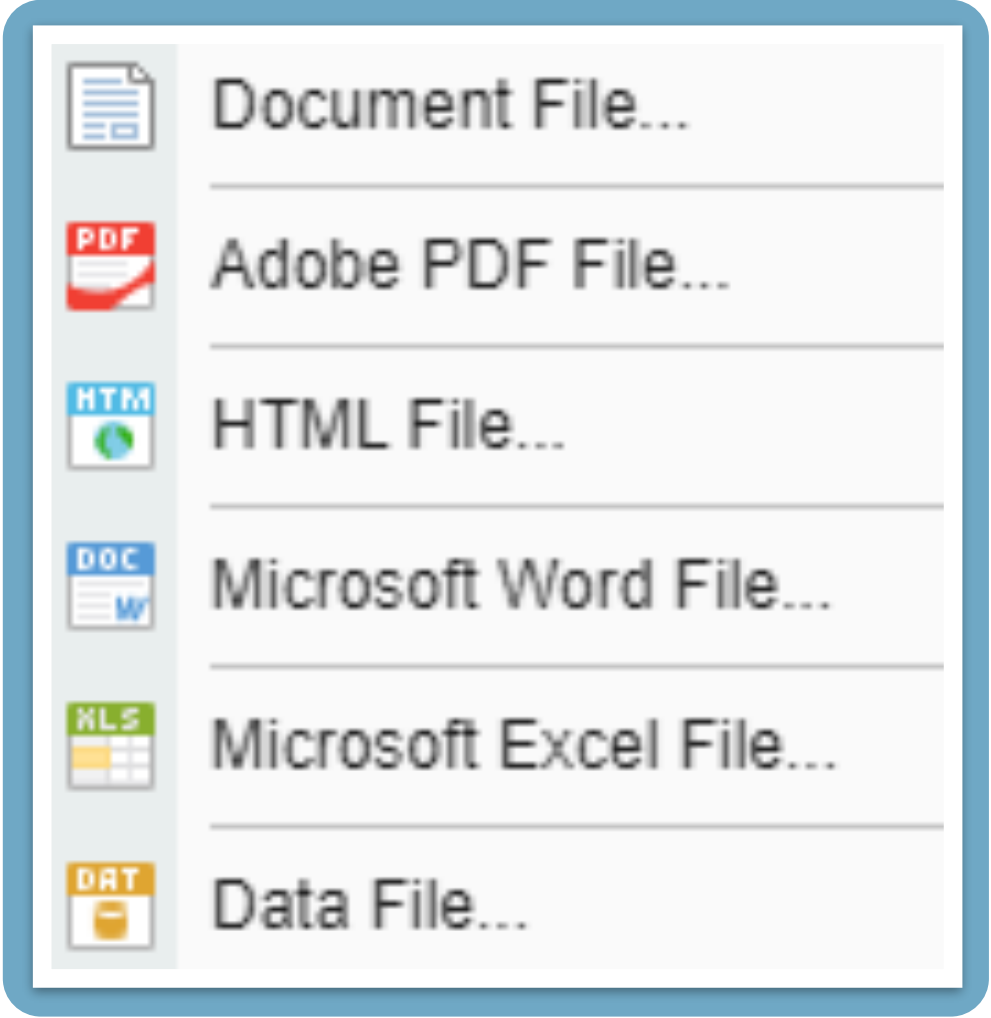 Document File...
PDF
Adobe PDF File...
HTM
HTML File...
DOC
W
Microsoft Word File...
XLS
Microsoft Excel File...
DAT
Data File...